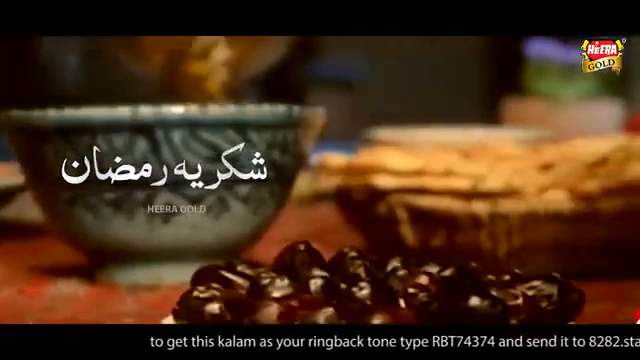 HEERA
GOLD
شکریہ رمضان
HEERA GOLD
to get this kalam as your ringback tone type RBT74374 and send it to 8282.sta